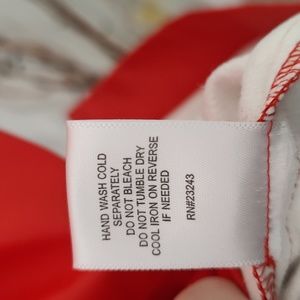 HAND WASH COLD
SEPARATELY
DO NOT BLEACH
DO NOT TUMBLE DRY
COOL IRON ON REVERSE
IF NEEDED
RN#23243